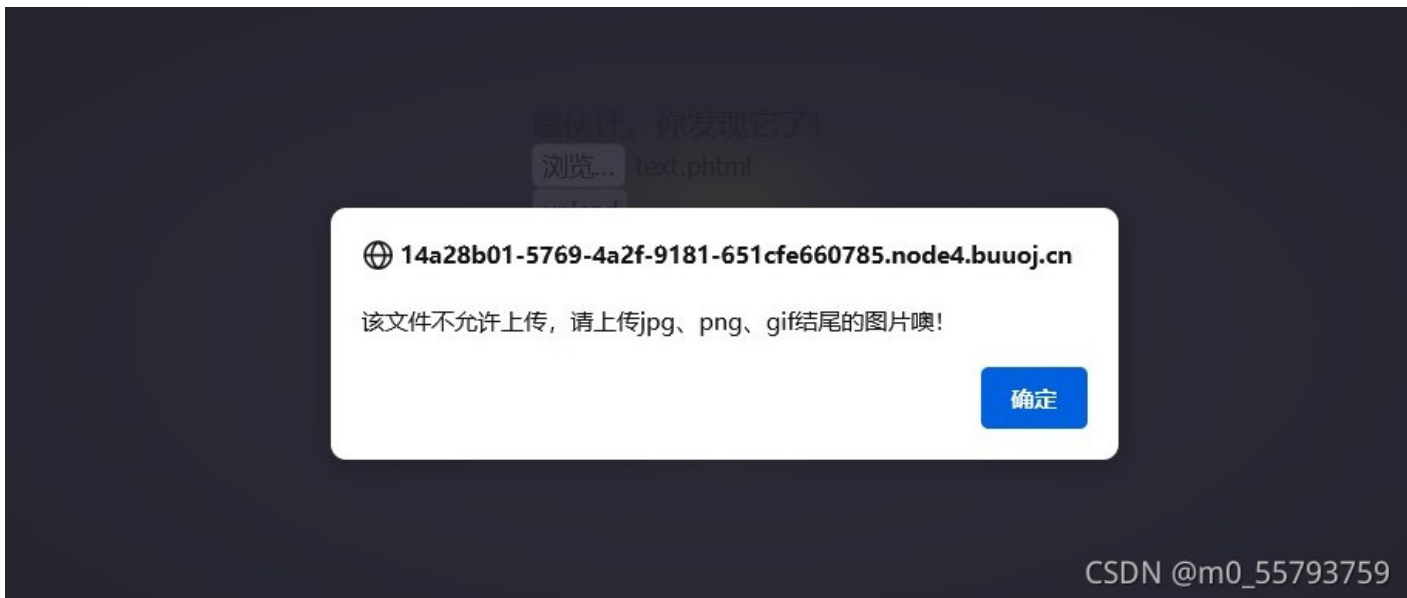 嘿伙计，你发现它了！
浏览... text.phtml
upload
14a28b01-5769-4a2f-9181-651cfe660785.node4.buuoj.cn
该文件不允许上传，请上传jpg、png、gif结尾的图片噢！
确定
CSDN @m0_55793759